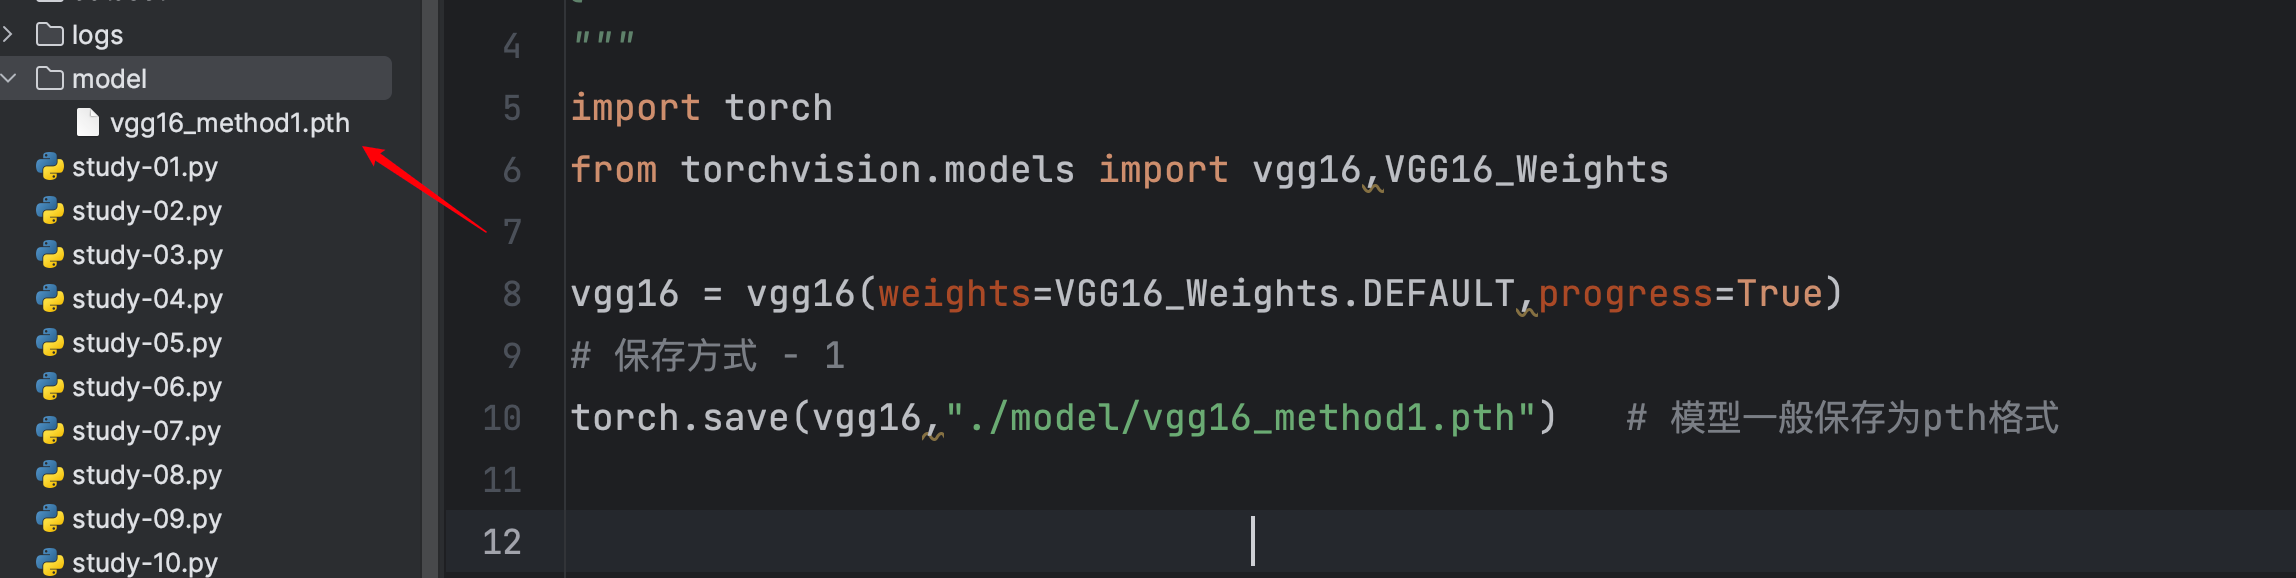 logs
model
vgg16_method1.pth
study-01.py
study-02.py
study-03.py
study-04.py
study-05.py
study-06.py
study-07.py
study-08.py
study-09.py
study-10.py
4 """
5 import torch
6 from torchvision.models import vgg16,VGG16_Weights
7
8 vgg16 = vgg16(weights=VGG16_Weights.DEFAULT,progress=True)
9 # 保存方式 - 1
10 torch.save(vgg16,"./model/vgg16_method1.pth") # 模型一般保存为pth格式
11
12